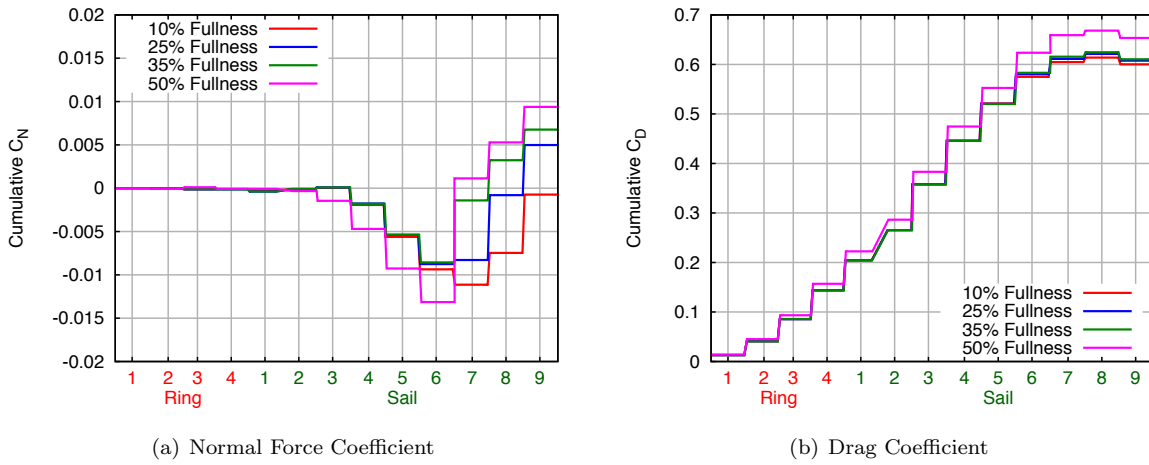 0.02
0.015
0.01
0.005
0
-0.005
-0.01
-0.015
-0.02
Cumulative C_N
10% Fullness
25% Fullness
35% Fullness
50% Fullness
1 2 3 4 1 2 3 4 5 6 7 8 9
Ring Sail
(a) Normal Force Coefficient
0.7
0.6
0.5
0.4
0.3
0.2
0.1
0
Cumulative C_D
10% Fullness
25% Fullness
35% Fullness
50% Fullness
1 2 3 4 1 2 3 4 5 6 7 8 9
Ring Sail
(b) Drag Coefficient